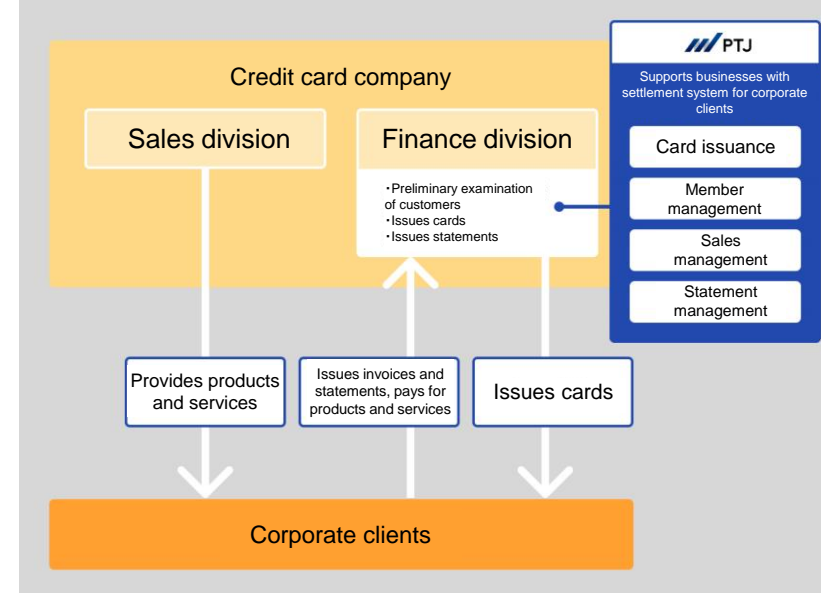 PTJ
Supports businesses with
settlement system for corporate
clients
Card issuance
Member
management
Sales
management
Statement
management
Credit card company
Sales division
Finance division
・Preliminary examination
of customers
・Issues cards
・Issues statements
Provides products
and services
Issues invoices and
statements, pays for
products and services
Issues cards
Corporate clients